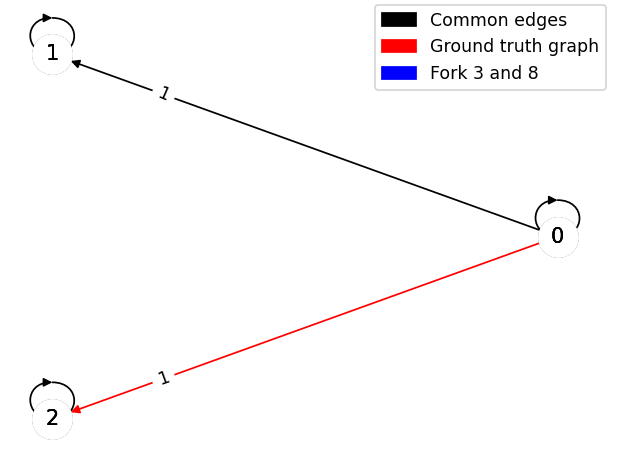 Common edges
Ground truth graph
Fork 3 and 8
1
1
0
1
2